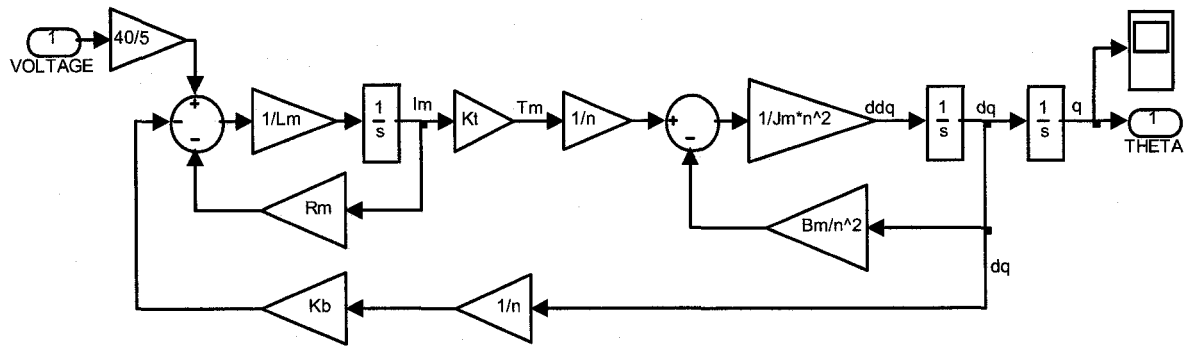 1
VOLTAGE
40/5
1/Lm
1
s
Im
Kt
Tm
1/n
1/Jm*n^2
ddq
1
s
dq
1
s
q
1
THETA
Rm
Bm/n^2
dq
Kb
1/n
+
-
-
+
-